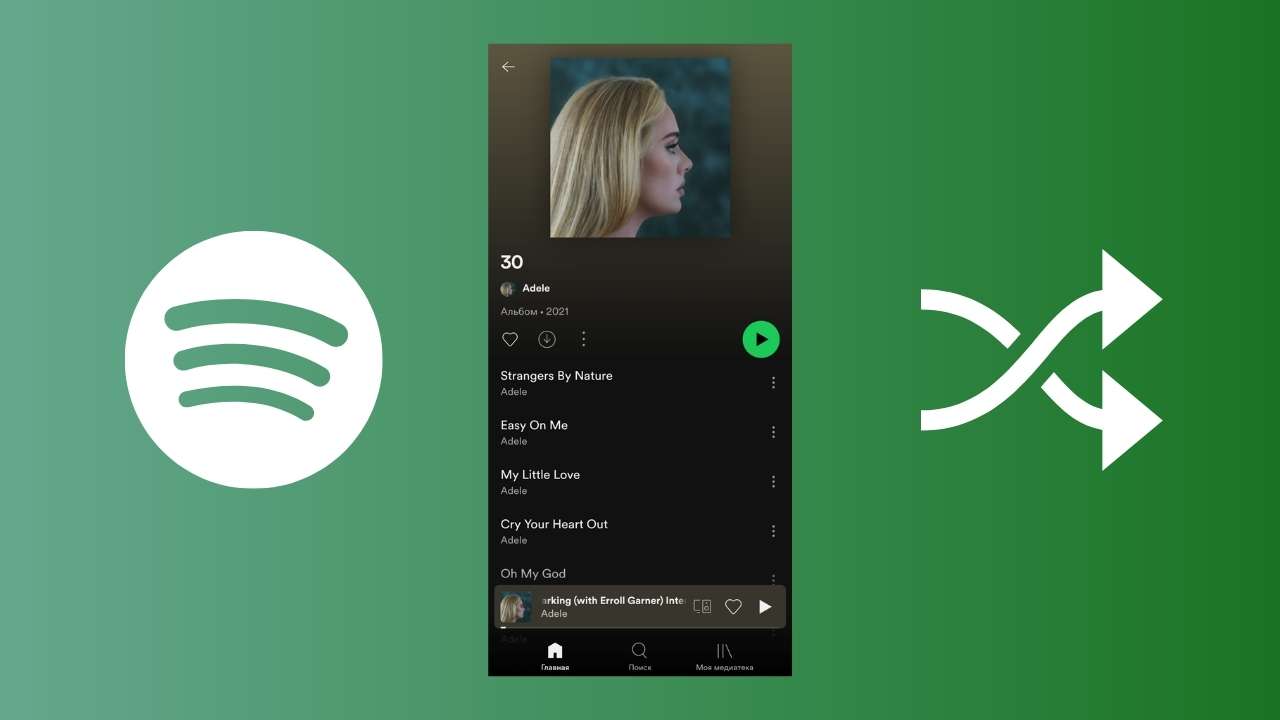 30
Adele
Альбом • 2021
Strangers By Nature
Adele
Easy On Me
Adele
My Little Love
Adele
Cry Your Heart Out
Adele
Oh My God
arking (with Erroll Garner) Inte
Adele
Adele
Главная Поиск Моя медиатека